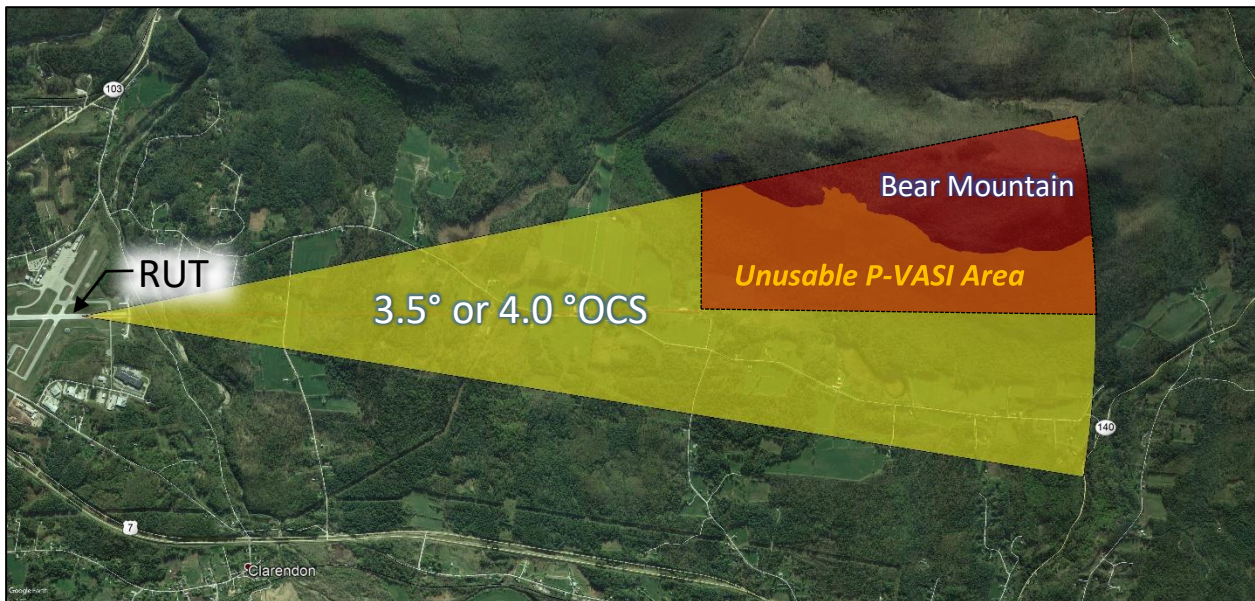 103
Bear Mountain
RUT
Unusable P-VASI Area
3.5° or 4.0 °OCS
140
7
Clarendon
Google Earth